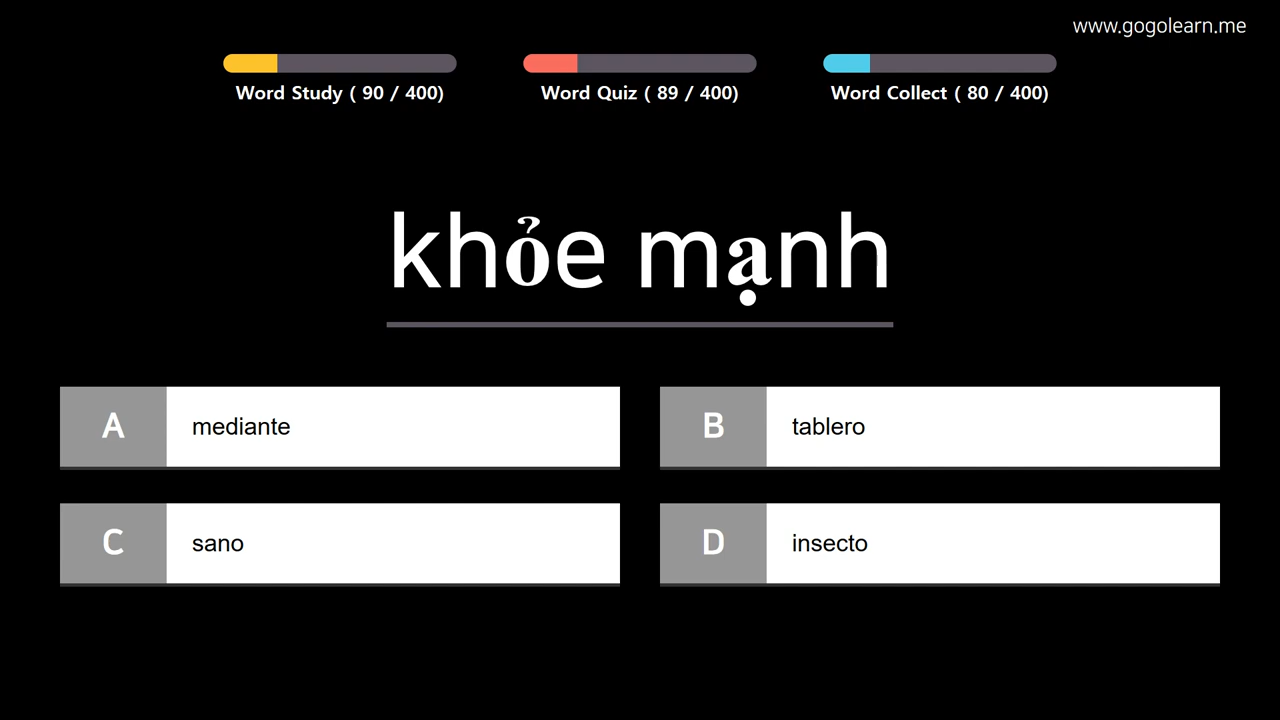 www.gogolearn.me
Word Study ( 90 / 400)
Word Quiz ( 89 / 400)
Word Collect ( 80 / 400)
khỏe mạnh
A mediante
B tablero
C sano
D insecto